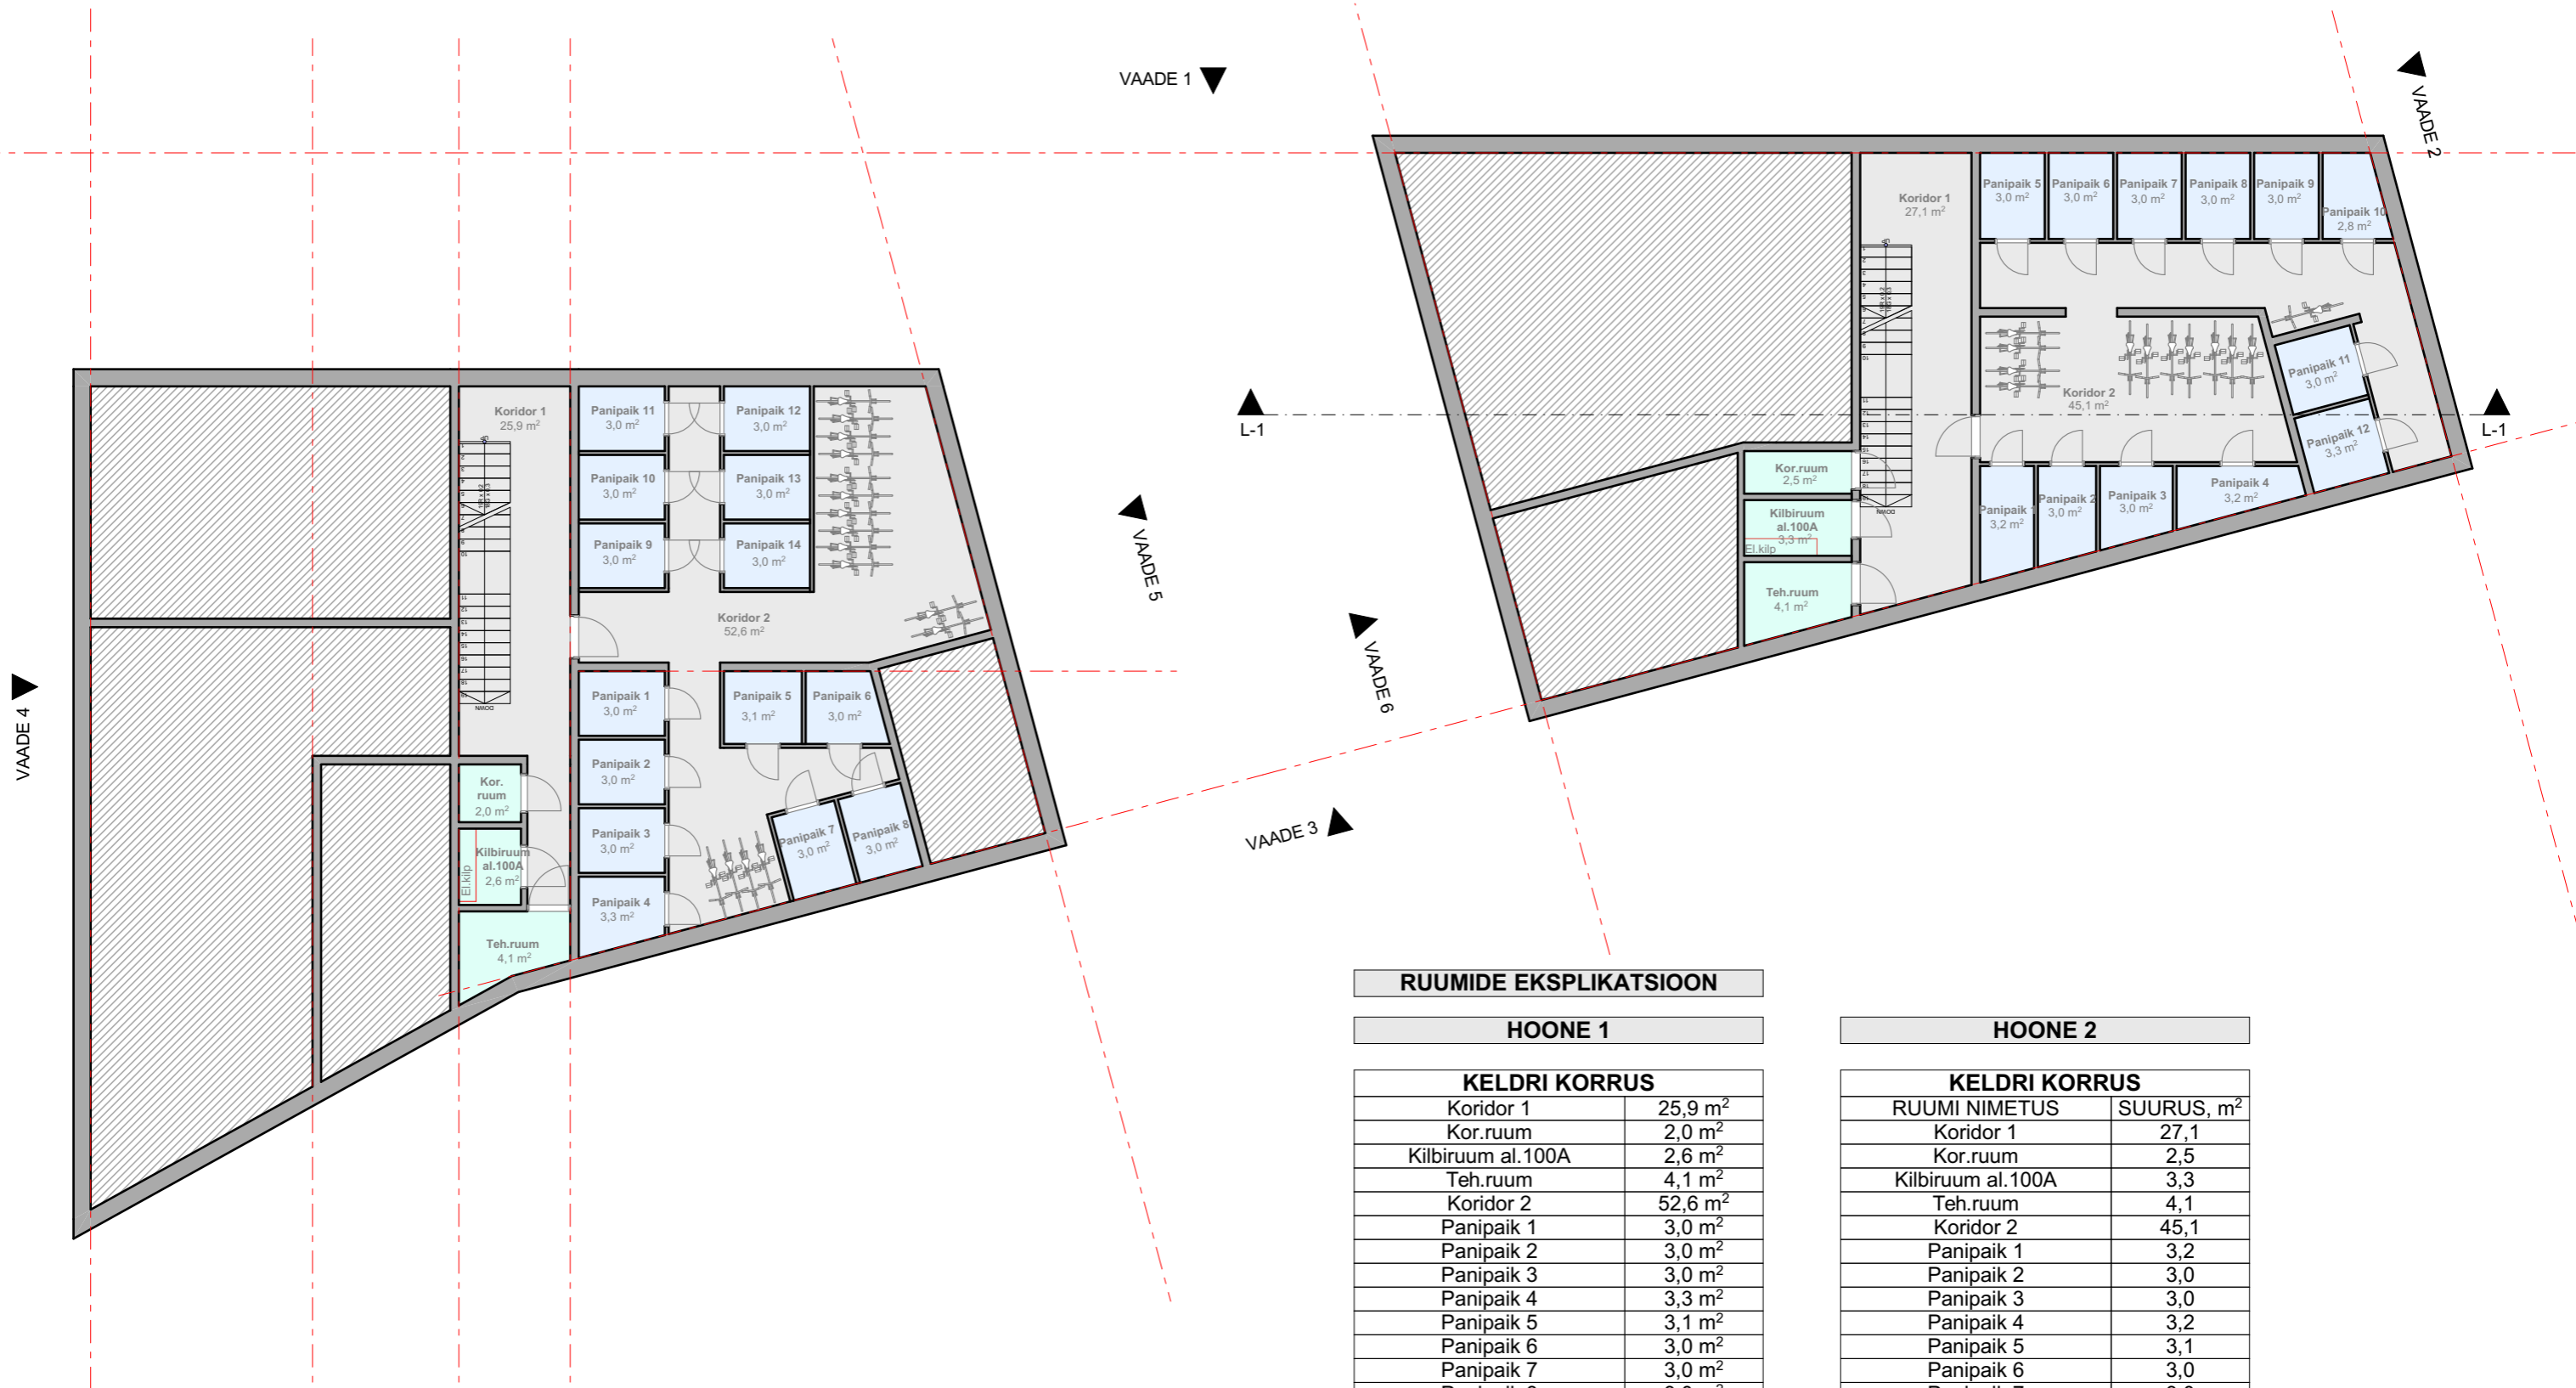 VAADE 1
VAADE 2
Koridor 1
27,1 m²
Panipaik 5
3,0 m²
Panipaik 6
3,0 m²
Panipaik 7
3,0 m²
Panipaik 8
3,0 m²
Panipaik 9
3,0 m²
Panipaik 10
2,8 m²
Panipaik 11
3,0 m²
Panipaik 12
3,3 m²
Koridor 2
45,1 m²
L-1
L-1
Kor.ruum
2,5 m²
Kilbiruum
al.100A
3,3 m²
El.kilp
Teh.ruum
4,1 m²
Panipaik
3,2 m²
Panipaik 2
3,0 m²
Panipaik 3
3,0 m²
Panipaik 4
3,2 m²
DOWN
Koridor 1
25,9 m²
Panipaik 11
3,0 m²
Panipaik 12
3,0 m²
Panipaik 10
3,0 m²
Panipaik 13
3,0 m²
Panipaik 9
3,0 m²
Panipaik 14
3,0 m²
Koridor 2
52,6 m²
VAADE 5
VAADE 6
VAADE 4
VAADE 3
DOWN
Panipaik 1
3,0 m²
Panipaik 5
3,1 m²
Panipaik 6
3,0 m²
Panipaik 2
3,0 m²
Panipaik 3
3,0 m²
Panipaik 7
3,0 m²
Panipaik 8
3,0 m²
Panipaik 4
3,3 m²
Kor.
ruum
2,0 m²
Kilbiruum
al.100A
2,6 m²
El.kilp
Teh.ruum
4,1 m²
RUUMIDE EKSPLIKATSIOON
HOONE 1
KELDRI KORRUS
Koridor 1 25,9 m²
Kor.ruum 2,0 m²
Kilbiruum al.100A 2,6 m²
Teh.ruum 4,1 m²
Koridor 2 52,6 m²
Panipaik 1 3,0 m²
Panipaik 2 3,0 m²
Panipaik 3 3,0 m²
Panipaik 4 3,3 m²
Panipaik 5 3,1 m²
Panipaik 6 3,0 m²
Panipaik 7 3,0 m²
HOONE 2
KELDRI KORRUS
RUUMI NIMETUS SUURUS, m²
Koridor 1 27,1
Kor.ruum 2,5
Kilbiruum al.100A 3,3
Teh.ruum 4,1
Koridor 2 45,1
Panipaik 1 3,2
Panipaik 2 3,0
Panipaik 3 3,0
Panipaik 4 3,2
Panipaik 5 3,1
Panipaik 6 3,0